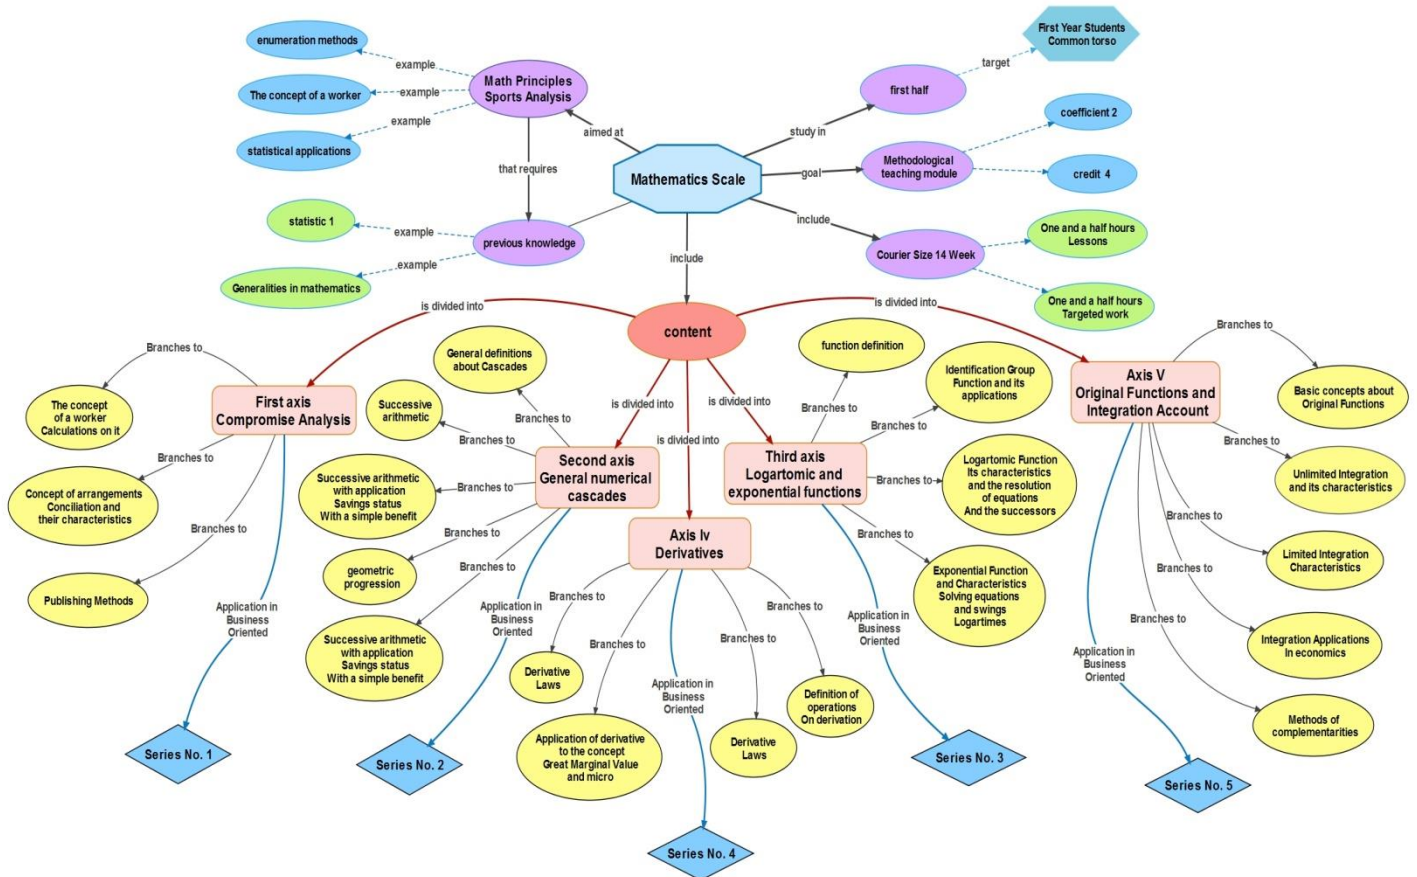 First Year Students
Common torso
enumeration methods
example
Math Principles
Sports Analysis
target
The concept of a worker
example
first half
example
aimed at
study in
coefficient 2
statistical applications
that requires
Mathematics Scale
goal
Methodological
teaching module
credit 4
statistic 1
example
previous knowledge
include
One and a half hours
Lessons
example
include
Courier Size 14 Week
Generalities in mathematics
One and a half hours
Targeted work
is divided into
content
is divided into
Branches to
General definitions
about Cascades
function definition
Identification Group
Function and its
applications
Branches to
The concept
of a worker
Calculations on it
First axis
Compromise Analysis
Successive
arithmetic
is divided into
is divided into
is divided into
Branches to
Branches to
Branches to
Branches to
Axis V
Original Functions and
Integration Account
Basic concepts about
Original Functions
Branches to
Second axis
General numerical
cascades
Third axis
Logartomic and
exponential functions
Branches to
Logartomic Function
Its characteristics
and the resolution
of equations
And the successors
Branches to
Unlimited Integration
and its characteristics
Concept of arrangements
Conciliation and
their characteristics
Successive arithmetic
with application
Savings status
With a simple benefit
Branches to
Branches to
Branches to
Axis Iv
Derivatives
Branches to
Branches to
geometric
progression
Branches to
Exponential Function
and Characteristics
Solving equations
and swings
Logartimes
Limited Integration
Characteristics
Branches to
Publishing Methods
Application in
Business
Oriented
Successive arithmetic
with application
Savings status
With a simple benefit
Application in
Business
Oriented
Branches to
Branches to
Branches to
Branches to
Application in
Business
Oriented
Branches to
Integration Applications
In economics
Application in
Business
Oriented
Derivative
Laws
Application in
Business
Oriented
Definition of
operations
On derivation
Methods of
complementarities
Series No. 1
Series No. 2
Application of derivative
to the concept
Great Marginal Value
and micro
Derivative
Laws
Series No. 3
Series No. 5
Series No. 4